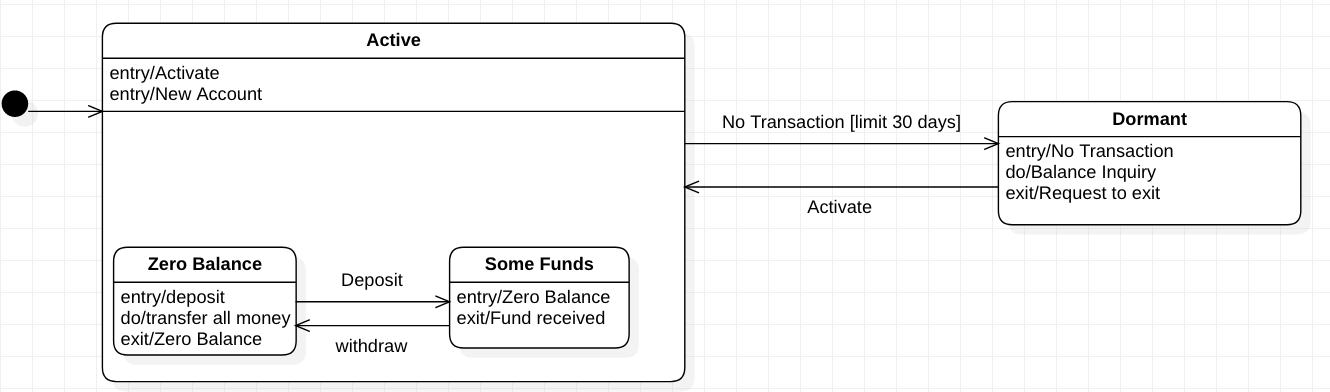 Active
entry/Activate
entry/New Account
No Transaction [limit 30 days]
Activate
Dormant
entry/No Transaction
do/Balance Inquiry
exit/Request to exit
Zero Balance
entry/deposit
do/transfer all money
exit/Zero Balance
Deposit
withdraw
Some Funds
entry/Zero Balance
exit/Fund received